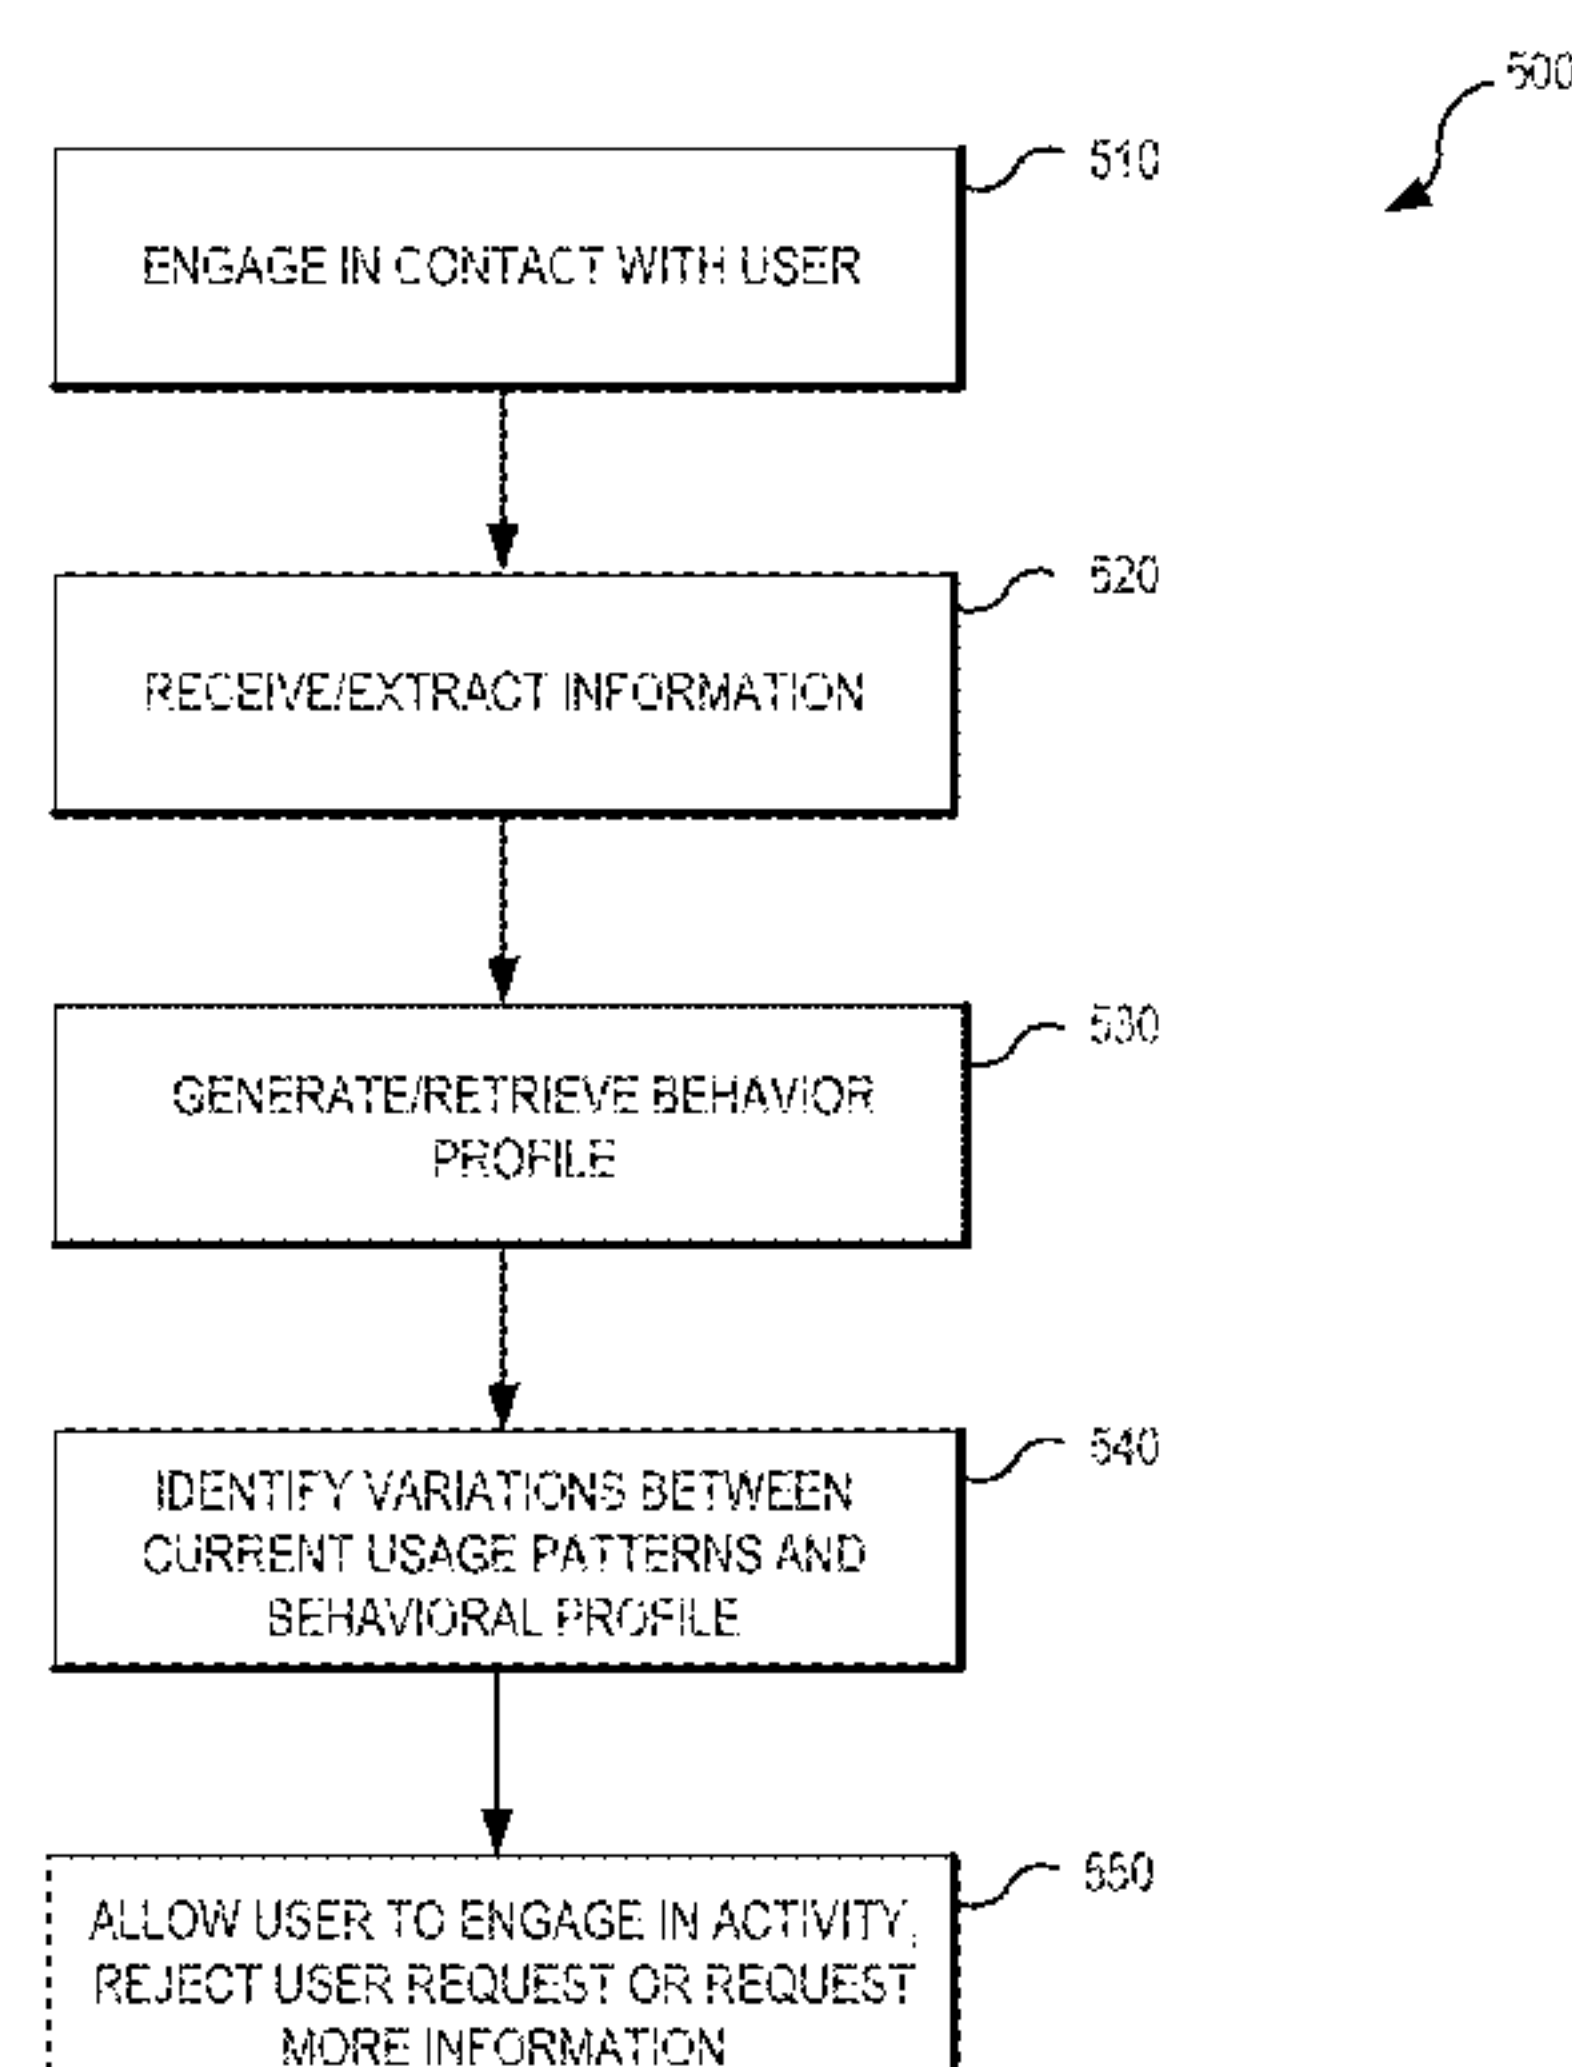 500
510
ENGAGE IN CONTACT WITH USER
520
RECEIVE/EXTRACT INFORMATION
530
GENERATE/RETRIEVE BEHAVIOR
PROFILE
540
IDENTIFY VARIATIONS BETWEEN
CURRENT USAGE PATTERNS AND
BEHAVIORAL PROFILE
550
ALLOW USER TO ENGAGE IN ACTIVITY,
REJECT USER REQUEST OR REQUEST
MORE INFORMATION